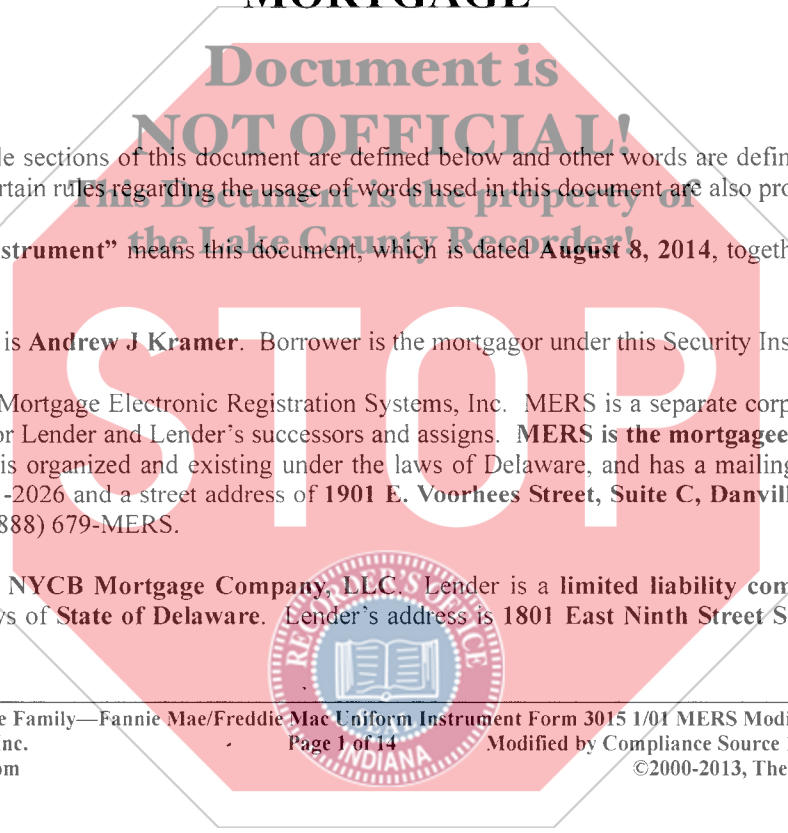 MORTGAGE
Document is
NOT OFFICIAL!
le sections of this document are defined below and other words are defin
rtain rules regarding the usage of words used in this document are also pro
This Document is the property of
the Lake County Recorder!
strument” means this document, which is dated August 8, 2014, togeth
is Andrew J Kramer. Borrower is the mortgagor under this Security Ins
STOP
Mortgage Electronic Registration Systems, Inc. MERS is a separate corp
or Lender and Lender’s successors and assigns. MERS is the mortgagee
is organized and existing under the laws of Delaware, and has a mailing
-2026 and a street address of 1901 E. Voorhees Street, Suite C, Danvill
888) 679-MERS.
NYCB Mortgage Company, LLC. Lender is a limited liability com
vs of State of Delaware. Lender’s address is 1801 East Ninth Street S
RECORDER'S OFFICE
INDIANA
e Family—Fannie Mae/Freddie Mac Uniform Instrument Form 3015 1/01 MERS Modi
Inc. Page 1 of 14 Modified by Compliance Source
om ©2000-2013, The